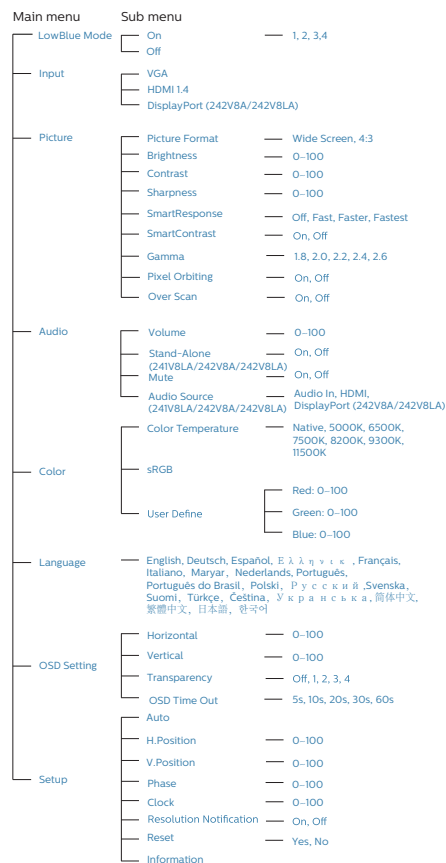 Main menu Sub menu
LowBlue Mode On 1, 2, 3,4
Off
Input VGA
HDMI 1.4
DisplayPort (242V8A/242V8LA)
Picture Picture Format Wide Screen, 4:3
Brightness 0-100
Contrast 0-100
Sharpness 0-100
SmartResponse Off, Fast, Faster, Fastest
SmartContrast On, Off
Gamma 1.8, 2.0, 2.2, 2.4, 2.6
Pixel Orbiting On, Off
Over Scan On, Off
Audio Volume 0-100
Stand-Alone On, Off
(241V8LA/242V8A/242V8LA)
Mute On, Off
Audio Source Audio In, HDMI,
(241V8LA/242V8A/242V8LA) DisplayPort (242V8A/242V8LA)
Color Temperature Native, 5000K, 6500K,
7500K, 8200K, 9300K,
11500K
Color sRGB
Red: 0-100
User Define Green: 0-100
Blue: 0-100
Language English, Deutsch, Español, Ελληνικ, Français,
Italiano, Maryar, Nederlands, Português,
Português do Brasil, Polski, Русский ,Svenska,
Suomi, Türkçe, Čeština, Українська, 简体中文,
繁體中文, 日本語, 한국어
Horizontal 0-100
Vertical 0-100
OSD Setting Transparency Off, 1, 2, 3, 4
OSD Time Out 5s, 10s, 20s, 30s, 60s
Auto
H.Position 0-100
V.Position 0-100
Setup Phase 0-100
Clock 0-100
Resolution Notification On, Off
Reset Yes, No
Information